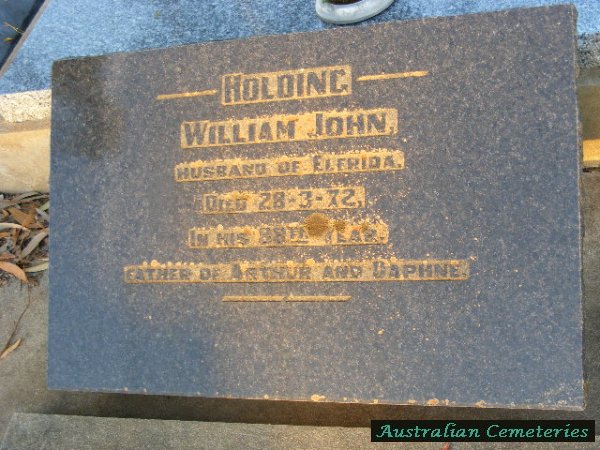 HOLDING
WILLIAM JOHN.
HUSBAND OF ELFRIDA.
DIED 28-3-72.
IN HIS TH YEAR.
FATHER OF ARTHUR AND DAPHNE.
Australian Cemeteries